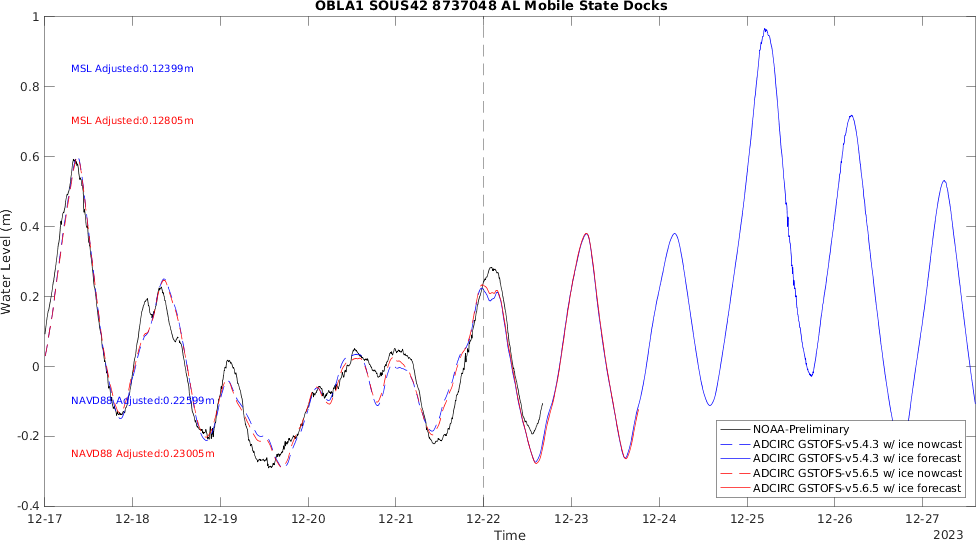 OBLA1 SOUS42 8737048 AL Mobile State Docks
1
0.8
0.6
0.4
0.2
0
-0.2
-0.4
Water Level (m)
MSL Adjusted:0.12399m
MSL Adjusted:0.12805m
NAVD88 Adjusted:0.22599m
NAVD88 Adjusted:0.23005m
NOAA-Preliminary
ADCIRC GSTOFS-v5.4.3 w/ ice nowcast
ADCIRC GSTOFS-v5.4.3 w/ ice forecast
ADCIRC GSTOFS-v5.6.5 w/ ice nowcast
ADCIRC GSTOFS-v5.6.5 w/ ice forecast
12-17 12-18 12-19 12-20 12-21 12-22 12-23 12-24 12-25 12-26 12-27
Time
2023